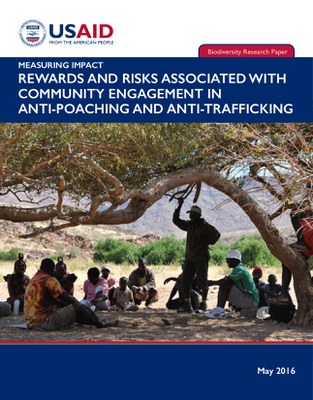 USAID
FROM THE AMERICAN PEOPLE
Biodiversity Research Paper
MEASURING IMPACT
REWARDS AND RISKS ASSOCIATED WITH
COMMUNITY ENGAGEMENT IN
ANTI-POACHING AND ANTI-TRAFFICKING
May 2016